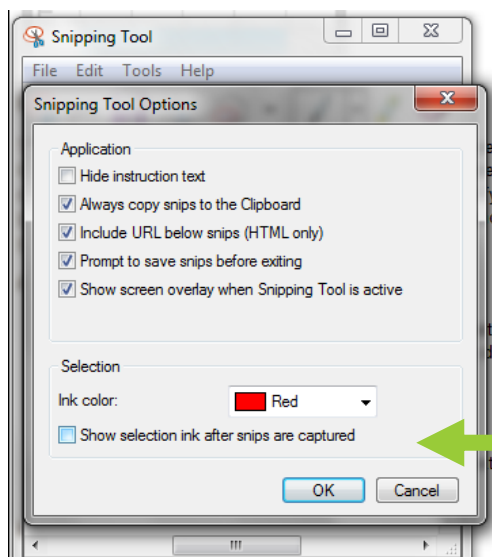 Snipping Tool
File Edit Tools Help
Snipping Tool Options
Application
Hide instruction text
Always copy snips to the Clipboard
Include URL below snips (HTML only)
Prompt to save snips before exiting
Show screen overlay when Snipping Tool is active
Selection
Ink color: Red
Show selection ink after snips are captured
OK Cancel